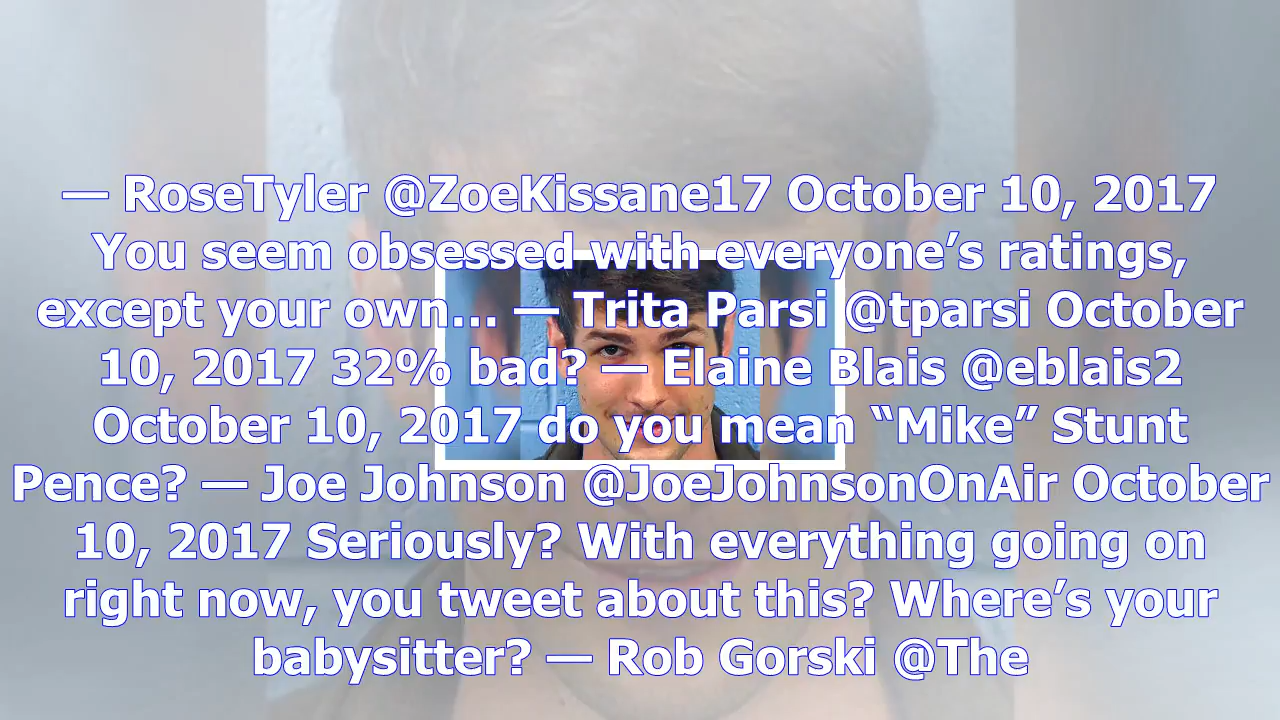 — RoseTyler @ZoeKissane17 October 10, 2017
You seem obsessed with everyone’s ratings,
except your own… — Trita Parsi @tparsi October
10, 2017 32% bad? — Elaine Blais @eblais2
October 10, 2017 do you mean “Mike” Stunt
Pence? — Joe Johnson @JoeJohnsonOnAir October
10, 2017 Seriously? With everything going on
right now, you tweet about this? Where’s your
babysitter? — Rob Gorski @The